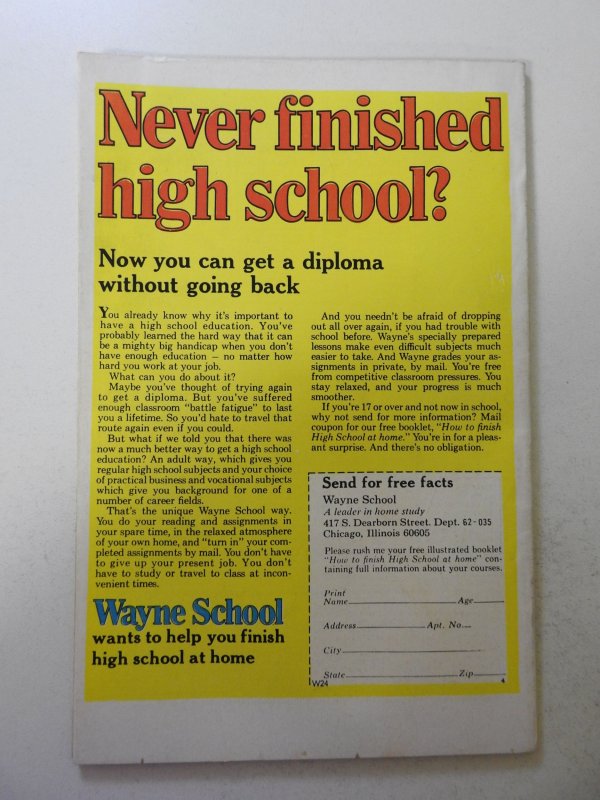 Never finished
high school?
Now you can get a diploma
without going back
You already know why it's important to
have a high school education. You've
probably learned the hard way that it can
be a mighty big handicap when you don't
have enough education – no matter how
hard you work at your job.
What can you do about it?
Maybe you've thought of trying again
to get a diploma. But you've suffered
enough classroom "battle fatigue" to last
you a lifetime. So you'd hate to travel that
route again even if you could.
But what if we told you that there was
now a much better way to get a high school
education? An adult way, which gives you
regular high school subjects and your choice
of practical business and vocational subjects
which give you background for one of a
number of career fields.
That's the unique Wayne School way.
You do your reading and assignments in
your spare time, in the relaxed atmosphere
of your own home, and "turn in" your com-
pleted assignments by mail. You don't have
to give up your present job. You don't
have to study or travel to class at incon-
venient times.
Wayne School
wants to help you finish
high school at home
And you needn't be afraid of dropping
out all over again, if you had trouble with
school before. Wayne's specially prepared
lessons make even difficult subjects much
easier to take. And Wayne grades your as-
signments in private, by mail. You're free
from competitive classroom pressures. You
stay relaxed, and your progress is much
smoother.
If you're 17 or over and not now in school,
why not send for more information? Mail
coupon for our free booklet, "How to finish
High School at home." You're in for a pleas-
ant surprise. And there's no obligation.
Send for free facts
Wayne School
A leader in home study
417 S. Dearborn Street. Dept. 62-035
Chicago, Illinois 60605
Please rush me your free illustrated booklet
"How to finish High School at home" con-
taining full information about your courses.
Print
Name Age
Address Apt. No.
City
State Zip
W24 4